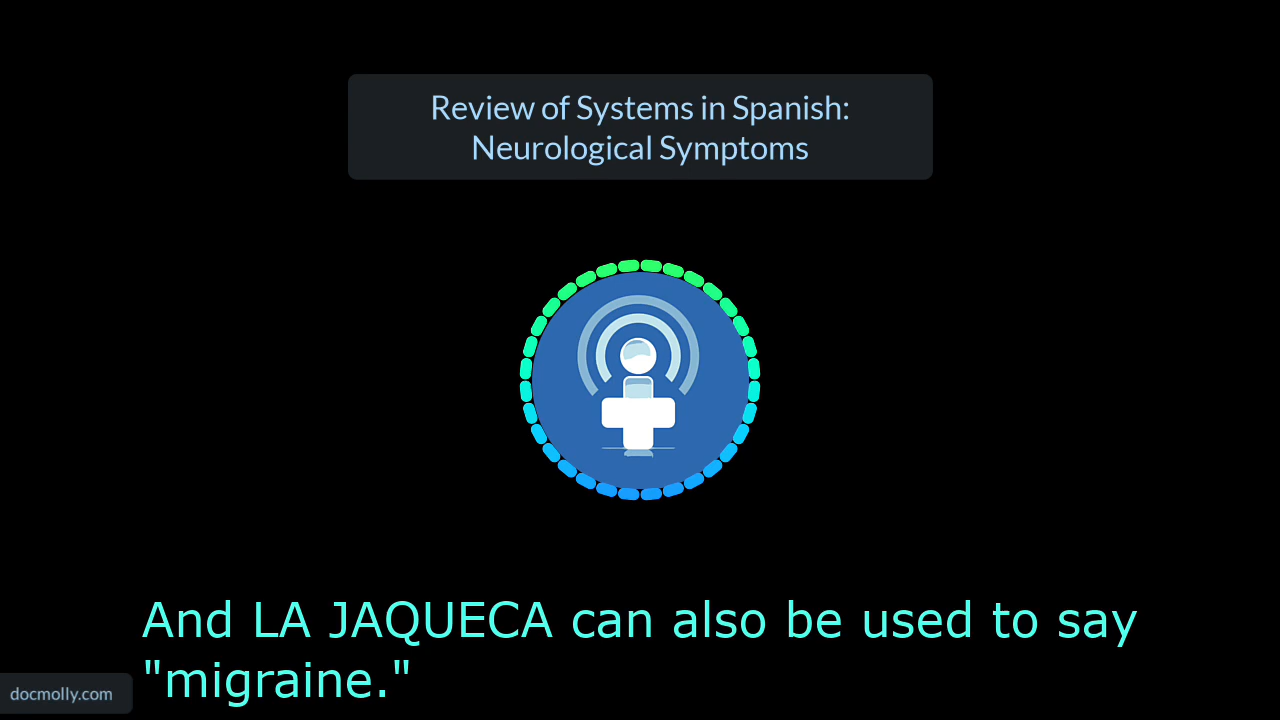 Review of Systems in Spanish:
Neurological Symptoms
And LA JAQUECA can also be used to say
"migraine."
docmolly.com